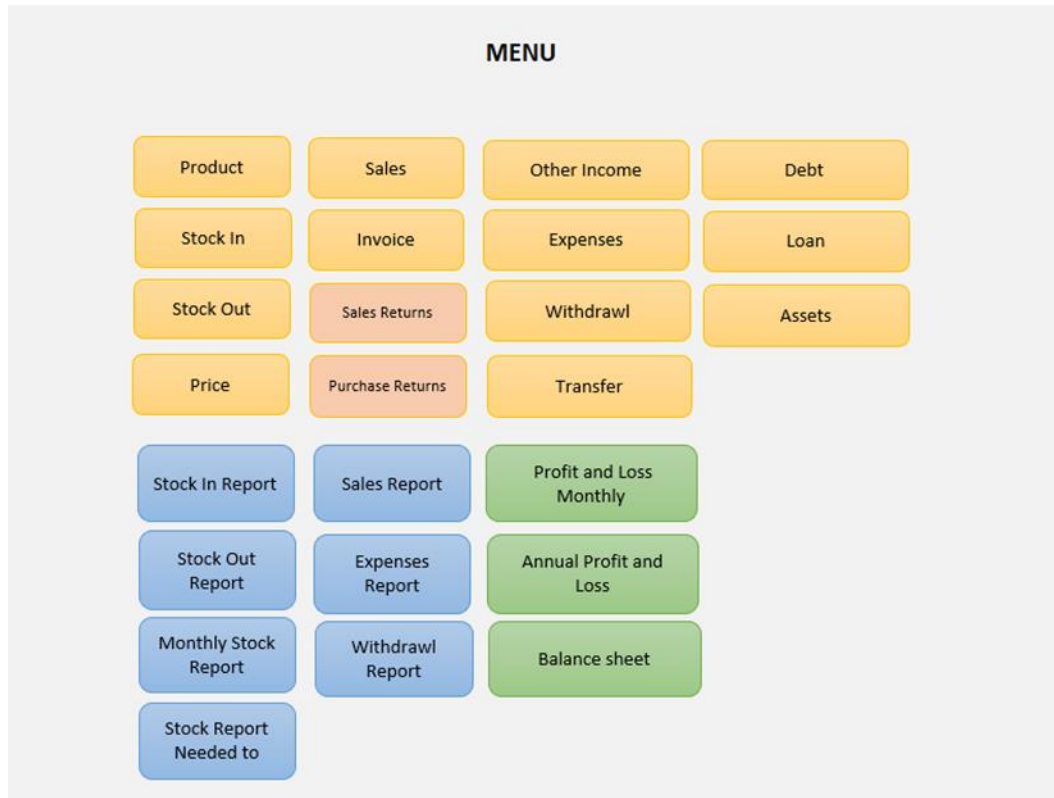 MENU
Product
Sales
Other Income
Debt
Stock In
Invoice
Expenses
Loan
Stock Out
Sales Returns
Withdrawl
Assets
Price
Purchase Returns
Transfer
Stock In Report
Sales Report
Profit and Loss
Monthly
Stock Out
Report
Expenses
Report
Annual Profit and
Loss
Monthly Stock
Report
Withdrawl
Report
Balance sheet
Stock Report
Needed to